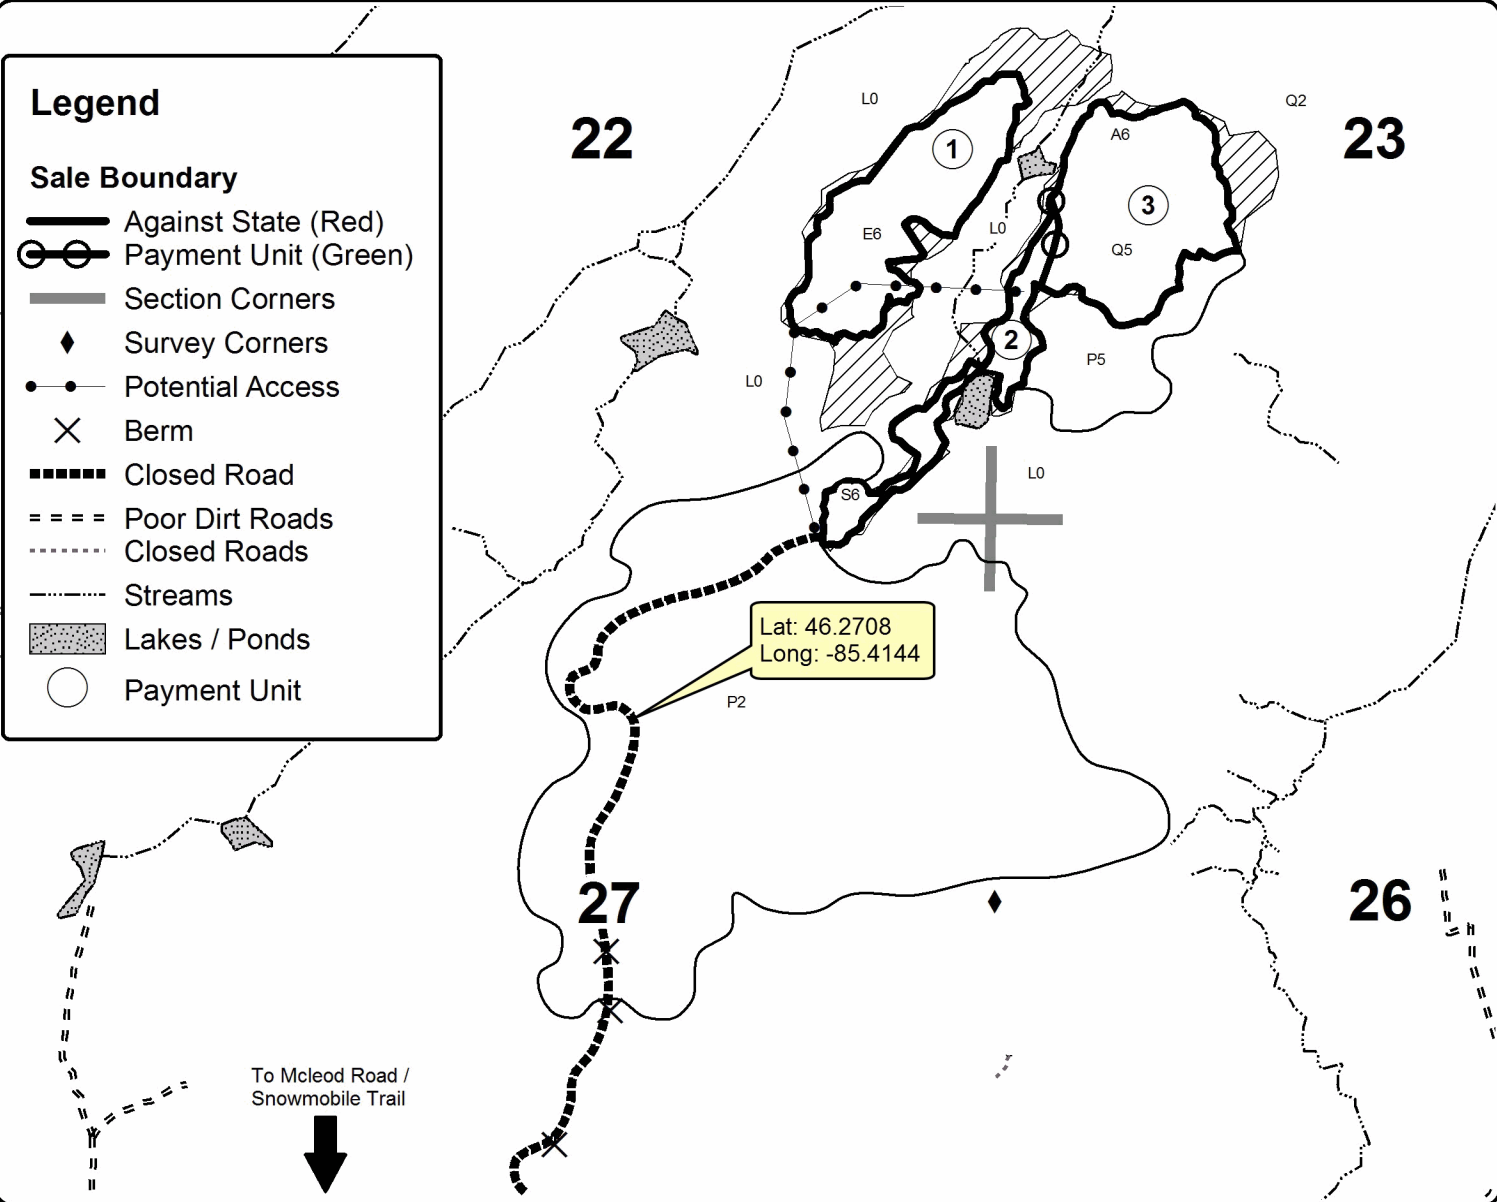 Legend
Sale Boundary
Against State (Red)
Payment Unit (Green)
Section Corners
Survey Corners
Potential Access
Berm
Closed Road
Poor Dirt Roads
Closed Roads
Streams
Lakes / Ponds
Payment Unit
22
23
L0
Q2
A6
1
3
E6
L0
Q5
2
P5
L0
L0
S6
Lat: 46.2708
Long: -85.4144
P2
27
26
To Mcleod Road /
Snowmobile Trail